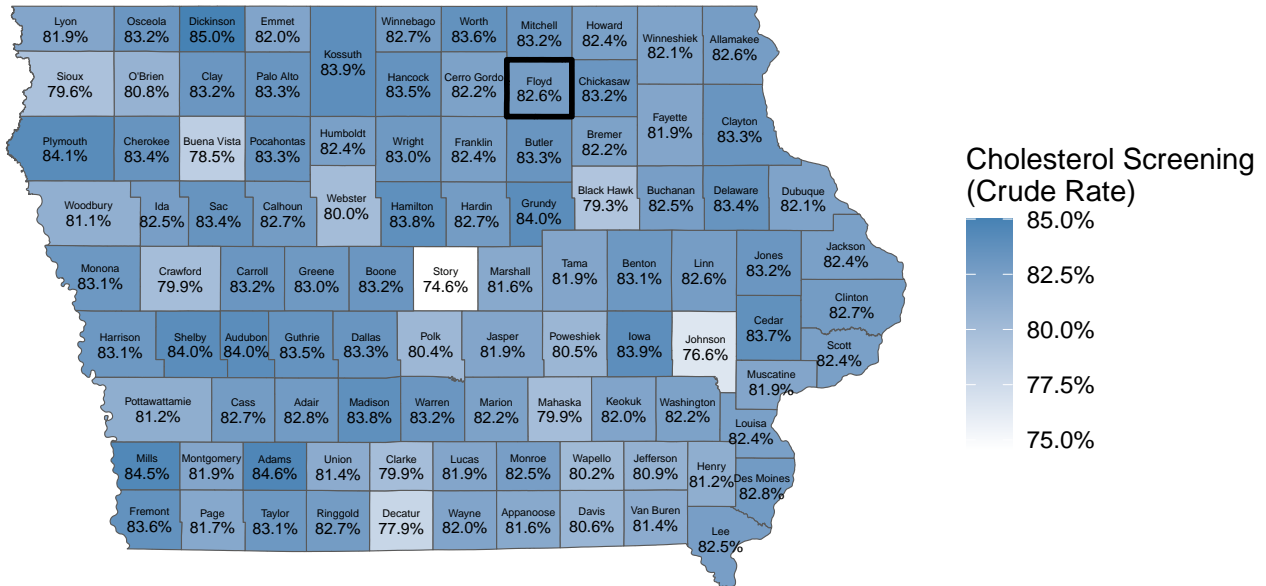 Lyon
81.9%
Osceola
83.2%
Dickinson
85.0%
Emmet
82.0%
Kossuth
83.9%
Winnebago
82.7%
Worth
83.6%
Mitchell
83.2%
Howard
82.4%
Winneshiek
82.1%
Allamakee
82.6%
Sioux
79.6%
O'Brien
80.8%
Clay
83.2%
Palo Alto
83.3%
Hancock
83.5%
Cerro Gordo
82.2%
Floyd
82.6%
Chickasaw
83.2%
Fayette
81.9%
Clayton
83.3%
Plymouth
84.1%
Cherokee
83.4%
Buena Vista
78.5%
Pocahontas
83.3%
Humboldt
82.4%
Wright
83.0%
Franklin
82.4%
Butler
83.3%
Bremer
82.2%
Woodbury
81.1%
Ida
82.5%
Sac
83.4%
Calhoun
82.7%
Webster
80.0%
Hamilton
83.8%
Hardin
82.7%
Grundy
84.0%
Black Hawk
79.3%
Buchanan
82.5%
Delaware
83.4%
Dubuque
82.1%
Monona
83.1%
Crawford
79.9%
Carroll
83.2%
Greene
83.0%
Boone
83.2%
Story
74.6%
Marshall
81.6%
Tama
81.9%
Benton
83.1%
Linn
82.6%
Jones
83.2%
Jackson
82.4%
Clinton
82.7%
Harrison
83.1%
Shelby
84.0%
Audubon
84.0%
Guthrie
83.5%
Dallas
83.3%
Polk
80.4%
Jasper
81.9%
Poweshiek
80.5%
Iowa
83.9%
Johnson
76.6%
Cedar
83.7%
Scott
82.4%
Muscatine
81.9%
Pottawattamie
81.2%
Cass
82.7%
Adair
82.8%
Madison
83.8%
Warren
83.2%
Marion
82.2%
Mahaska
79.9%
Keokuk
82.0%
Washington
82.2%
Louisa
82.4%
Mills
84.5%
Montgomery
81.9%
Adams
84.6%
Union
81.4%
Clarke
79.9%
Lucas
81.9%
Monroe
82.5%
Wapello
80.2%
Jefferson
80.9%
Henry
81.2%
Des Moines
82.8%
Fremont
83.6%
Page
81.7%
Taylor
83.1%
Ringgold
82.7%
Decatur
77.9%
Wayne
82.0%
Appanoose
81.6%
Davis
80.6%
Van Buren
81.4%
Lee
82.5%
Cholesterol Screening
(Crude Rate)
85.0%
82.5%
80.0%
77.5%
75.0%